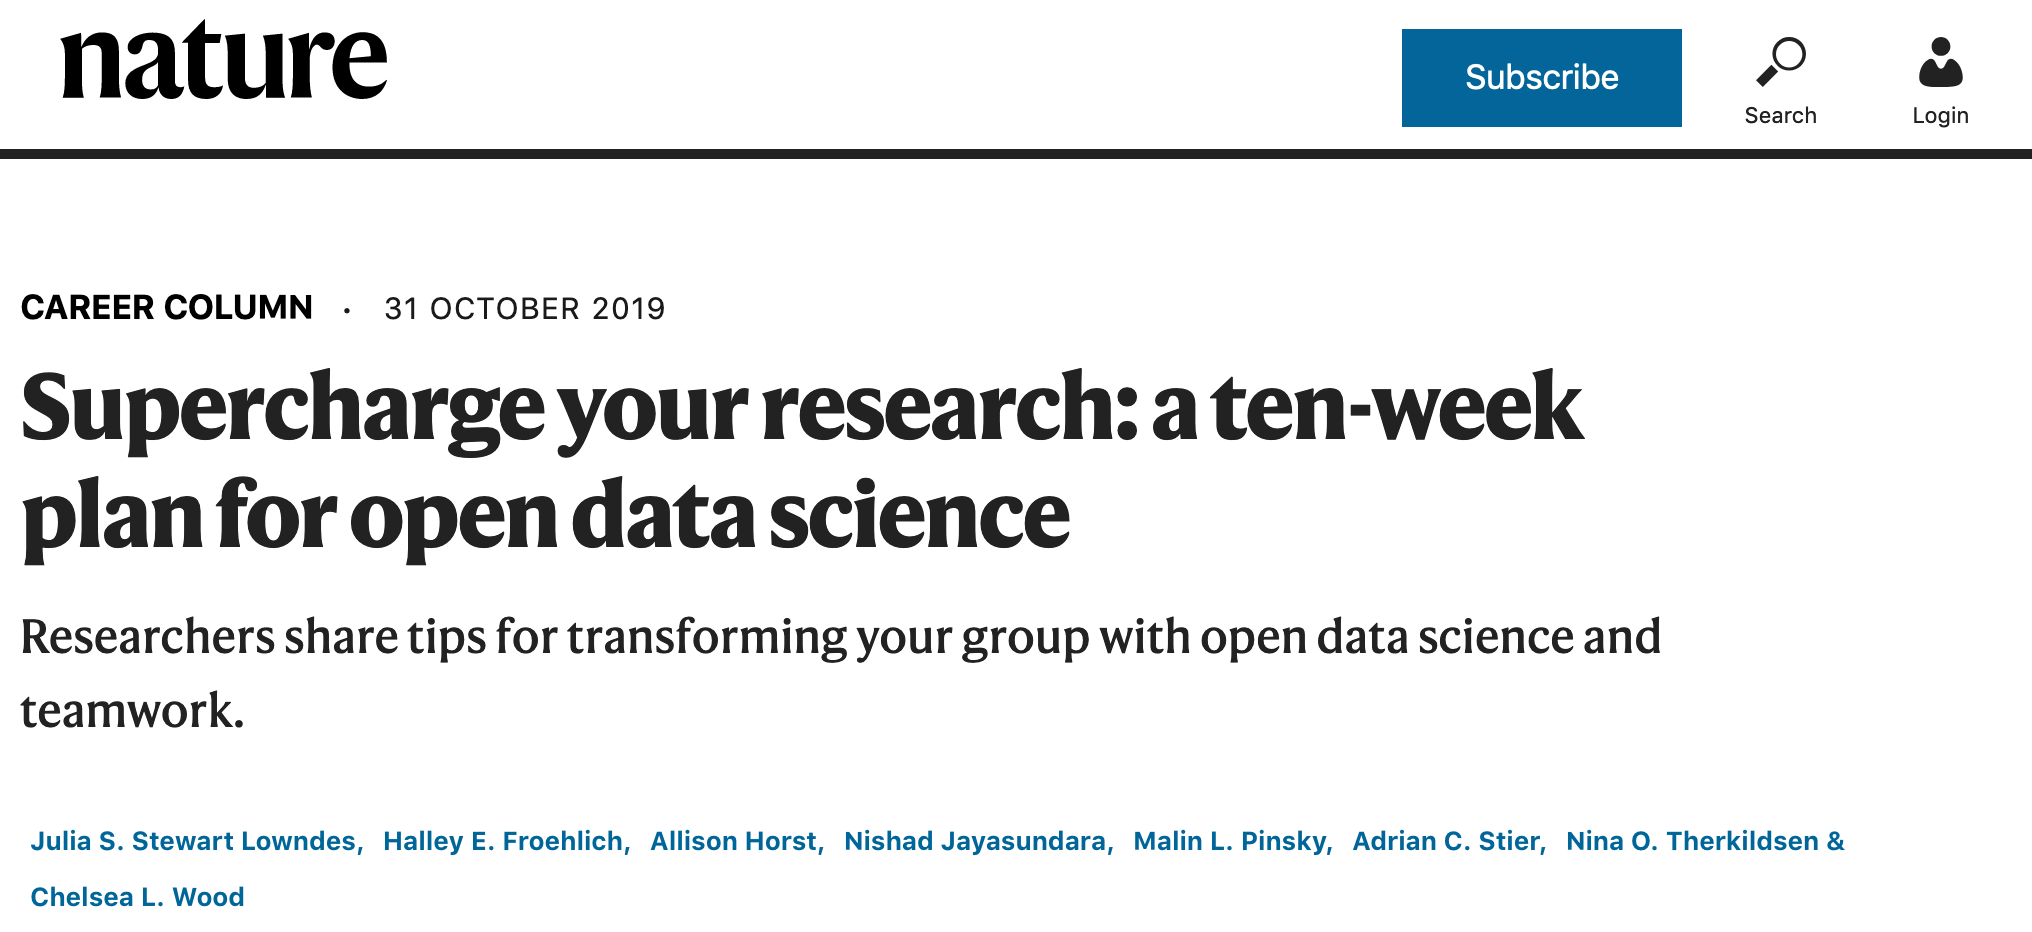 nature
Subscribe
Search
Login
CAREER COLUMN · 31 OCTOBER 2019
Supercharge your research: a ten-week
plan for open data science
Researchers share tips for transforming your group with open data science and
teamwork.
Julia S. Stewart Lowndes, Halley E. Froehlich, Allison Horst, Nishad Jayasundara, Malin L. Pinsky, Adrian C. Stier, Nina O. Therkildsen &
Chelsea L. Wood